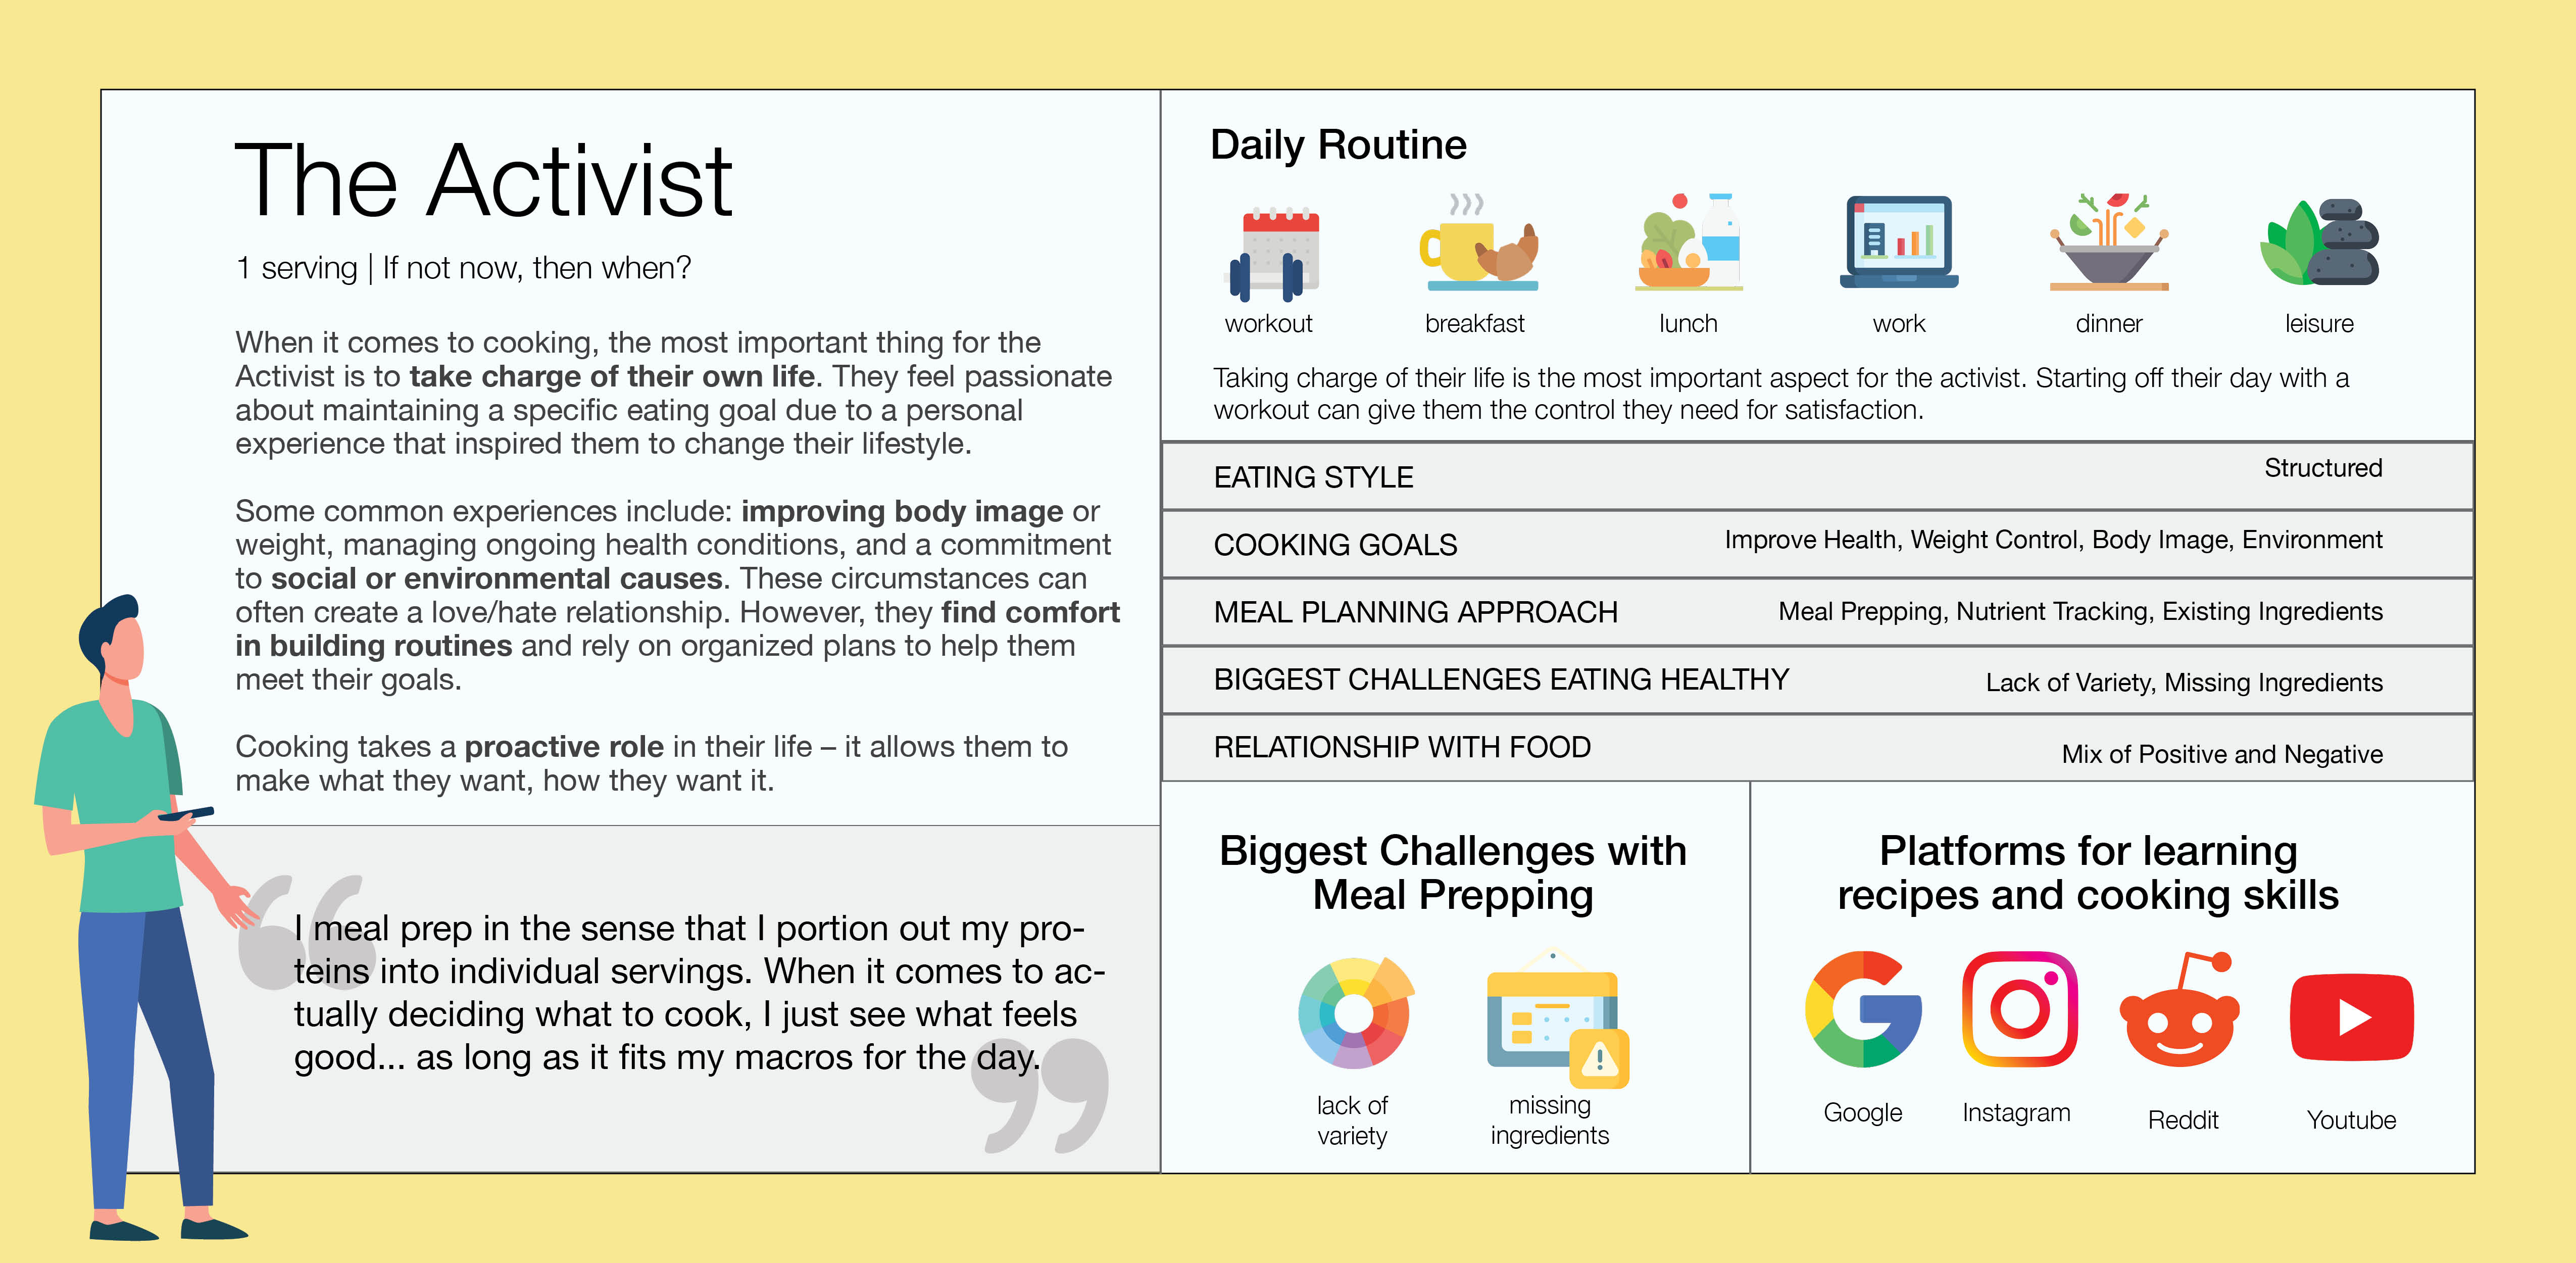 The Activist
1 serving | If not now, then when?
When it comes to cooking, the most important thing for the
Activist is to take charge of their own life. They feel passionate
about maintaining a specific eating goal due to a personal
experience that inspired them to change their lifestyle.
Some common experiences include: improving body image or
weight, managing ongoing health conditions, and a commitment
to social or environmental causes. These circumstances can
often create a love/hate relationship. However, they find comfort
in building routines and rely on organized plans to help them
meet their goals.
Cooking takes a proactive role in their life – it allows them to
make what they want, how they want it.
“
I meal prep in the sense that I portion out my pro-
teins into individual servings. When it comes to ac-
tually deciding what to cook, I just see what feels
good... as long as it fits my macros for the day.
”
Daily Routine
workout breakfast lunch work dinner leisure
Taking charge of their life is the most important aspect for the activist. Starting off their day with a
workout can give them the control they need for satisfaction.
EATING STYLE Structured
COOKING GOALS Improve Health, Weight Control, Body Image, Environment
MEAL PLANNING APPROACH Meal Prepping, Nutrient Tracking, Existing Ingredients
BIGGEST CHALLENGES EATING HEALTHY Lack of Variety, Missing Ingredients
RELATIONSHIP WITH FOOD Mix of Positive and Negative
Biggest Challenges with
Meal Prepping
lack of
variety
missing
ingredients
Platforms for learning
recipes and cooking skills
Google Instagram Reddit Youtube